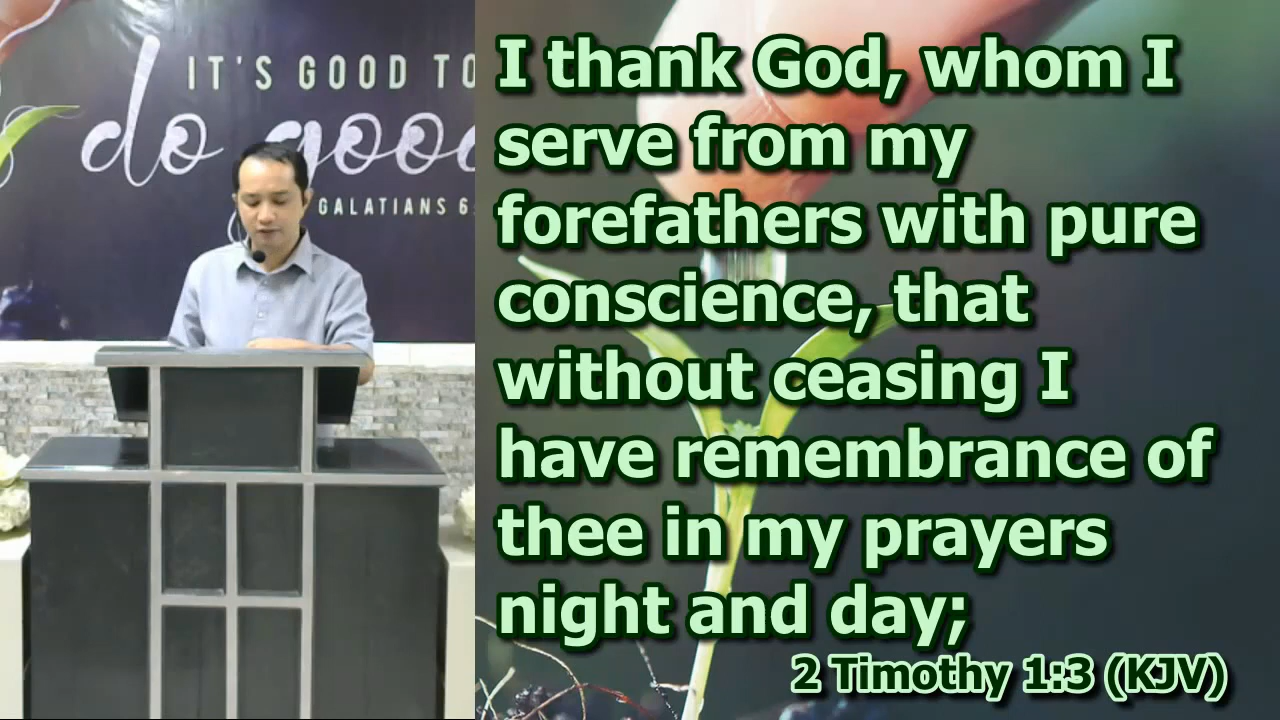 IT'S GOOD TO
do good
GALATIANS 6:
I thank God, whom I
serve from my
forefathers with pure
conscience, that
without ceasing I
have remembrance of
thee in my prayers
night and day;
2 Timothy 1:3 (KJV)